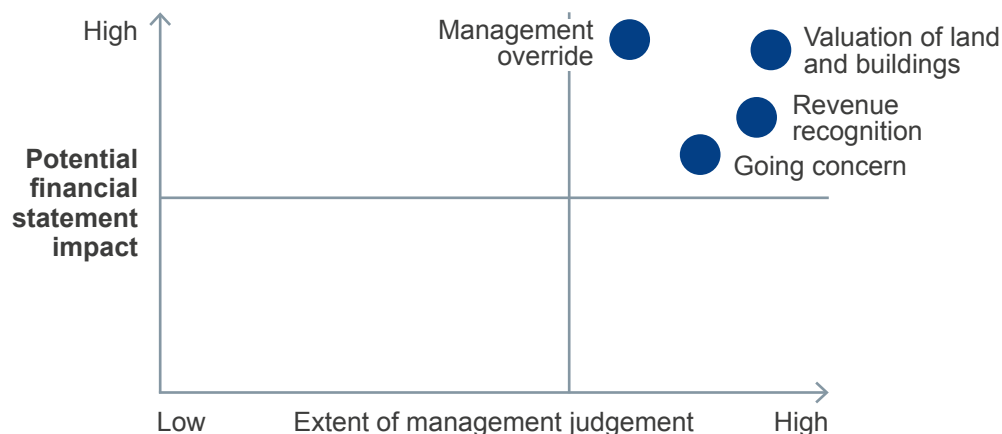 High
Management
override
Valuation of land
and buildings
Revenue
recognition
Going concern
Potential
financial
statement
impact
Low
Extent of management judgement
High